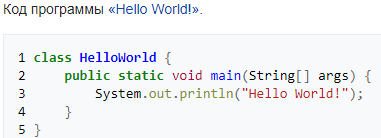 Код программы «Hello World!».
1 class HelloWorld {
2     public static void main(String[] args) {
3         System.out.println("Hello World!");
4     }
5 }